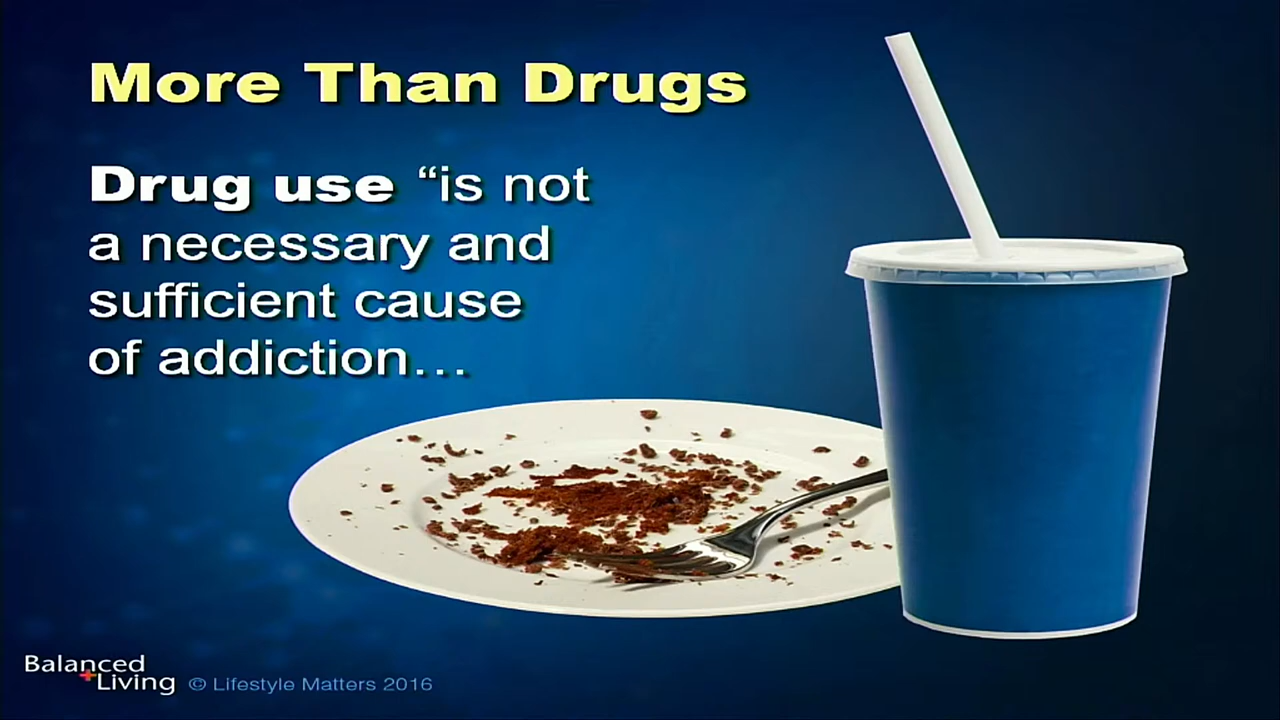 More Than Drugs
Drug use “is not
a necessary and
sufficient cause
of addiction…
Balanced
Living © Lifestyle Matters 2016